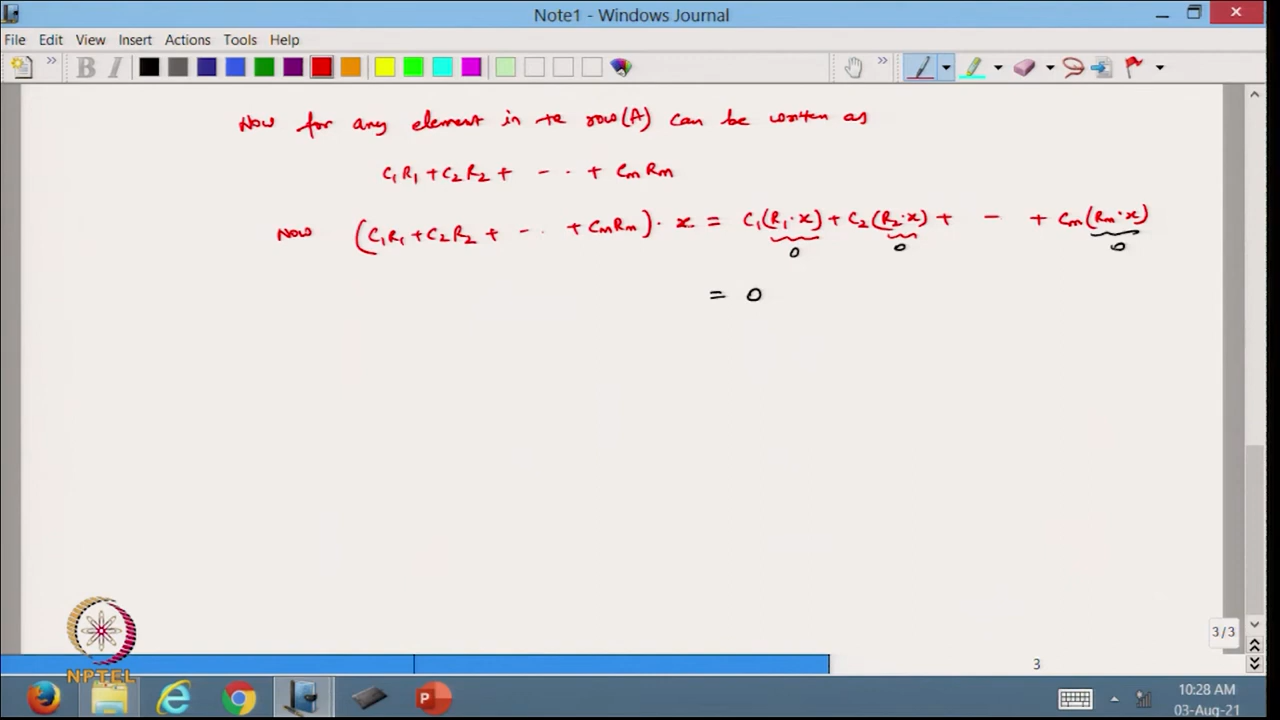 Note1 - Windows Journal
File Edit View Insert Actions Tools Help
Now for any element in te row(A) can be written as
C₁R₁ + C₂R₂ + - - - + CₘRₘ
Now (C₁R₁ + C₂R₂ + - - + CₘRₘ) · x = C₁(R₁·x) + C₂(R₂·x) + - + Cₘ(Rₘ·x)
0 0 0
= 0
3/3
NPTEL
3
10:28 AM
03-Aug-21